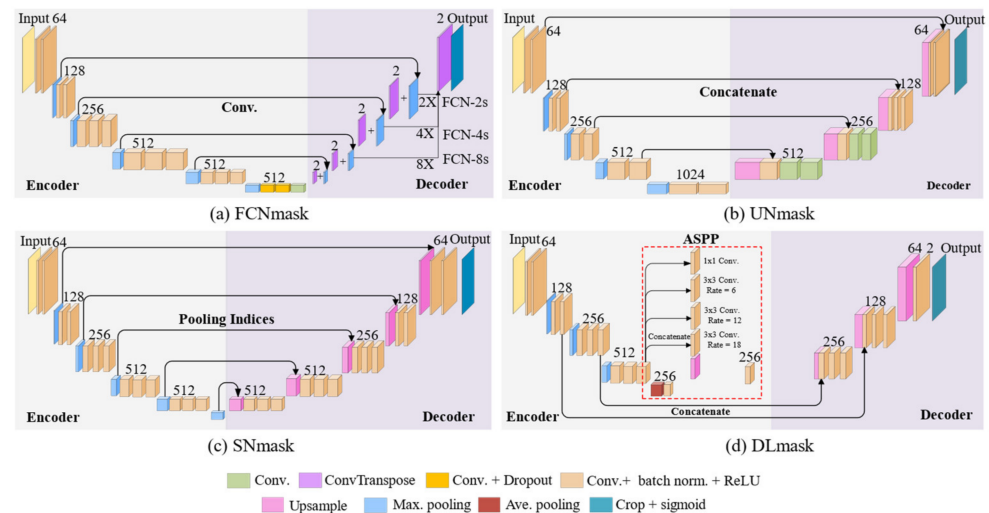 Input 64
128
256
512
512
512
Conv.
2
+
2
+
2
+
2
+
2 Output
2X FCN-2s
4X FCN-4s
8X FCN-8s
Encoder
Decoder
(a) FCNmask
Input
64
128
256
512
1024
Concatenate
512
256
128
64
Output
Encoder
Decoder
(b) UNmask
Input 64
128
256
512
512
Pooling Indices
512
512
256
128
64 Output
Encoder
Decoder
(c) SNmask
Input 64
128
256
512
ASPP
1x1 Conv.
3x3 Conv.
Rate = 6
3x3 Conv.
Rate = 12
Concatenate
3x3 Conv.
Rate = 18
256
256
Concatenate
256
128
64 2 Output
Encoder
Decoder
(d) DLmask
Conv.
ConvTranspose
Conv. + Dropout
Conv.+ batch norm. + ReLU
Upsample
Max. pooling
Ave. pooling
Crop + sigmoid